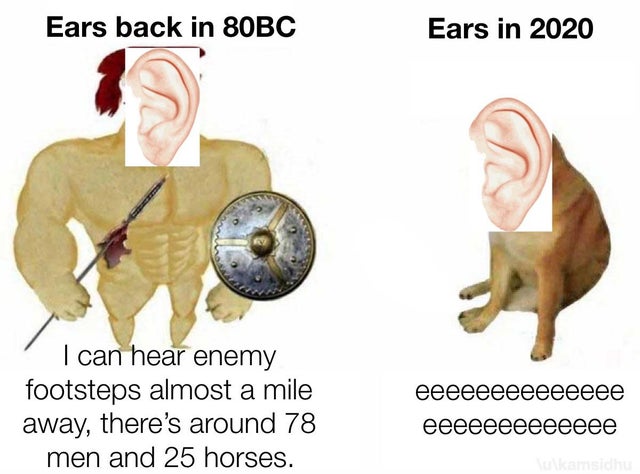 Ears back in 80BC
Ears in 2020
I can hear enemy
footsteps almost a mile
away, there's around 78
men and 25 horses.
eeeeeeeeeeeeee
eeeeeeeeeeeee
\u\kamsidhu